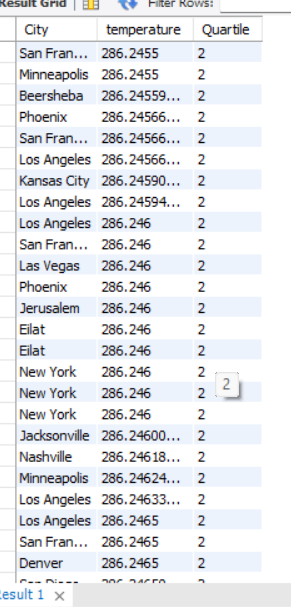 Result Grid Filter Rows:
City temperature Quartile
San Fran... 286.2455 2
Minneapolis 286.2455 2
Beersheba 286.24559... 2
Phoenix 286.24566... 2
San Fran... 286.24566... 2
Los Angeles 286.24566... 2
Kansas City 286.24590... 2
Los Angeles 286.24594... 2
Los Angeles 286.246 2
San Fran... 286.246 2
Las Vegas 286.246 2
Phoenix 286.246 2
Jerusalem 286.246 2
Eilat 286.246 2
Eilat 286.246 2
New York 286.246 2
New York 286.246 2 2
New York 286.246 2
Jacksonville 286.24600... 2
Nashville 286.24618... 2
Minneapolis 286.24624... 2
Los Angeles 286.24633... 2
Los Angeles 286.2465 2
San Fran... 286.2465 2
Denver 286.2465 2
San Diego 286.24650... 2
esult 1